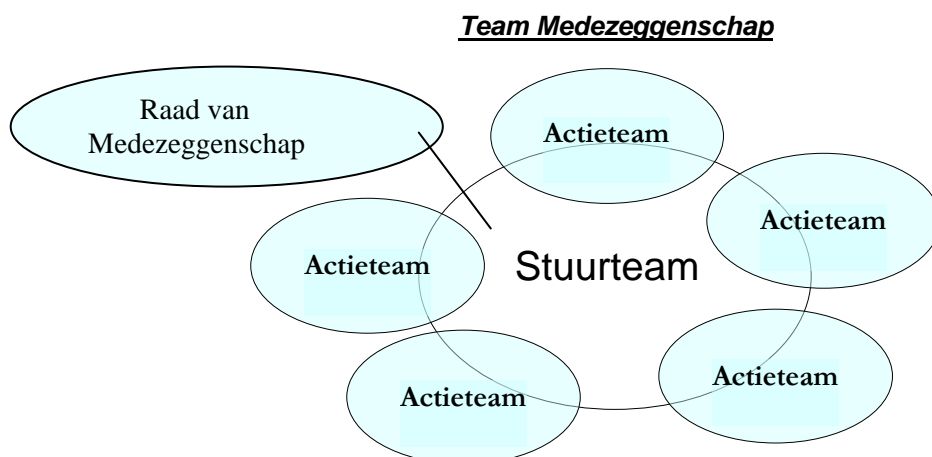 Team Medezeggenschap
Raad van
Medezeggenschap
Actieteam
Actieteam
Actieteam
Stuurteam
Actieteam
Actieteam